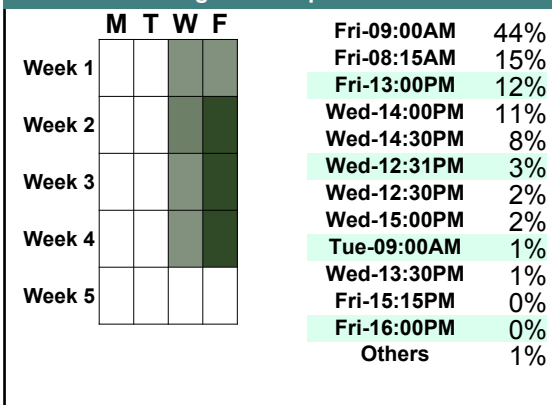 M T W F
Week 1
Week 2
Week 3
Week 4
Week 5
Fri-09:00AM 44%
Fri-08:15AM 15%
Fri-13:00PM 12%
Wed-14:00PM 11%
Wed-14:30PM 8%
Wed-12:31PM 3%
Wed-12:30PM 2%
Wed-15:00PM 2%
Tue-09:00AM 1%
Wed-13:30PM 1%
Fri-15:15PM 0%
Fri-16:00PM 0%
Others 1%